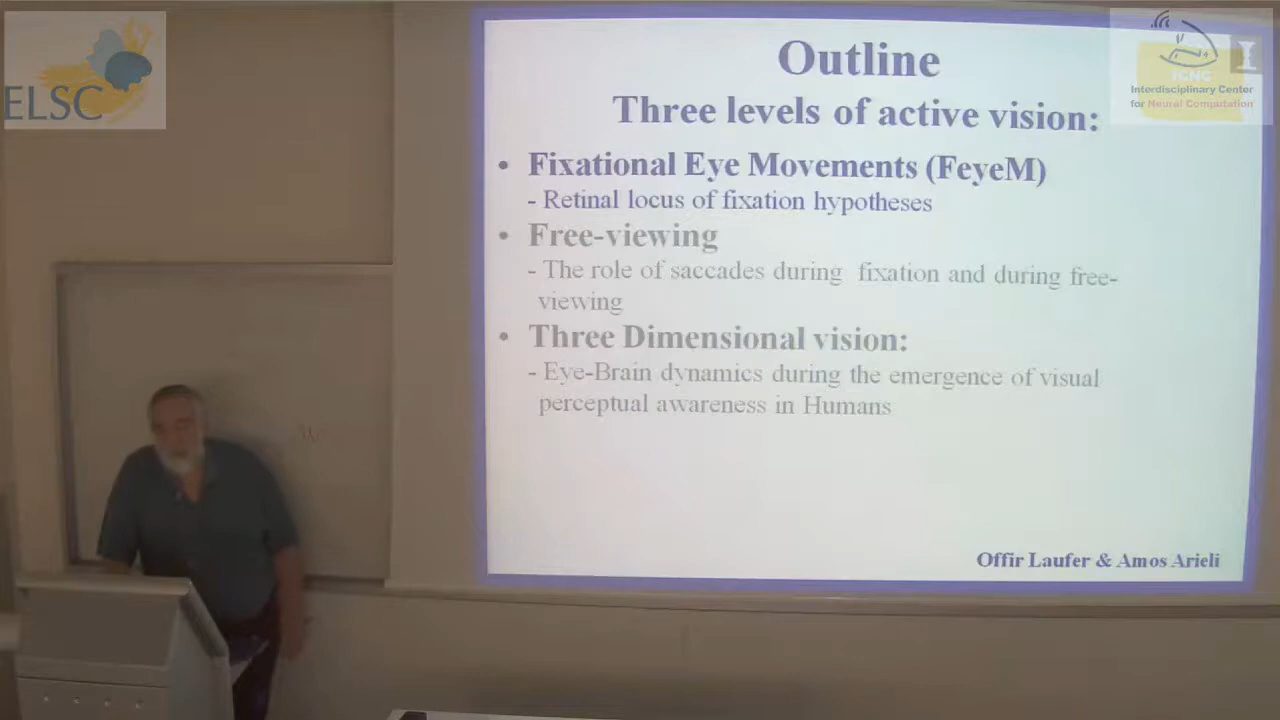 ELSC
ICNC
Interdisciplinary Center
for Neural Computation
Outline
Three levels of active vision:
• Fixational Eye Movements (FeyeM)
- Retinal locus of fixation hypotheses
• Free-viewing
- The role of saccades during fixation and during free-
viewing
• Three Dimensional vision:
- Eye-Brain dynamics during the emergence of visual
perceptual awareness in Humans
Offir Laufer & Amos Arieli